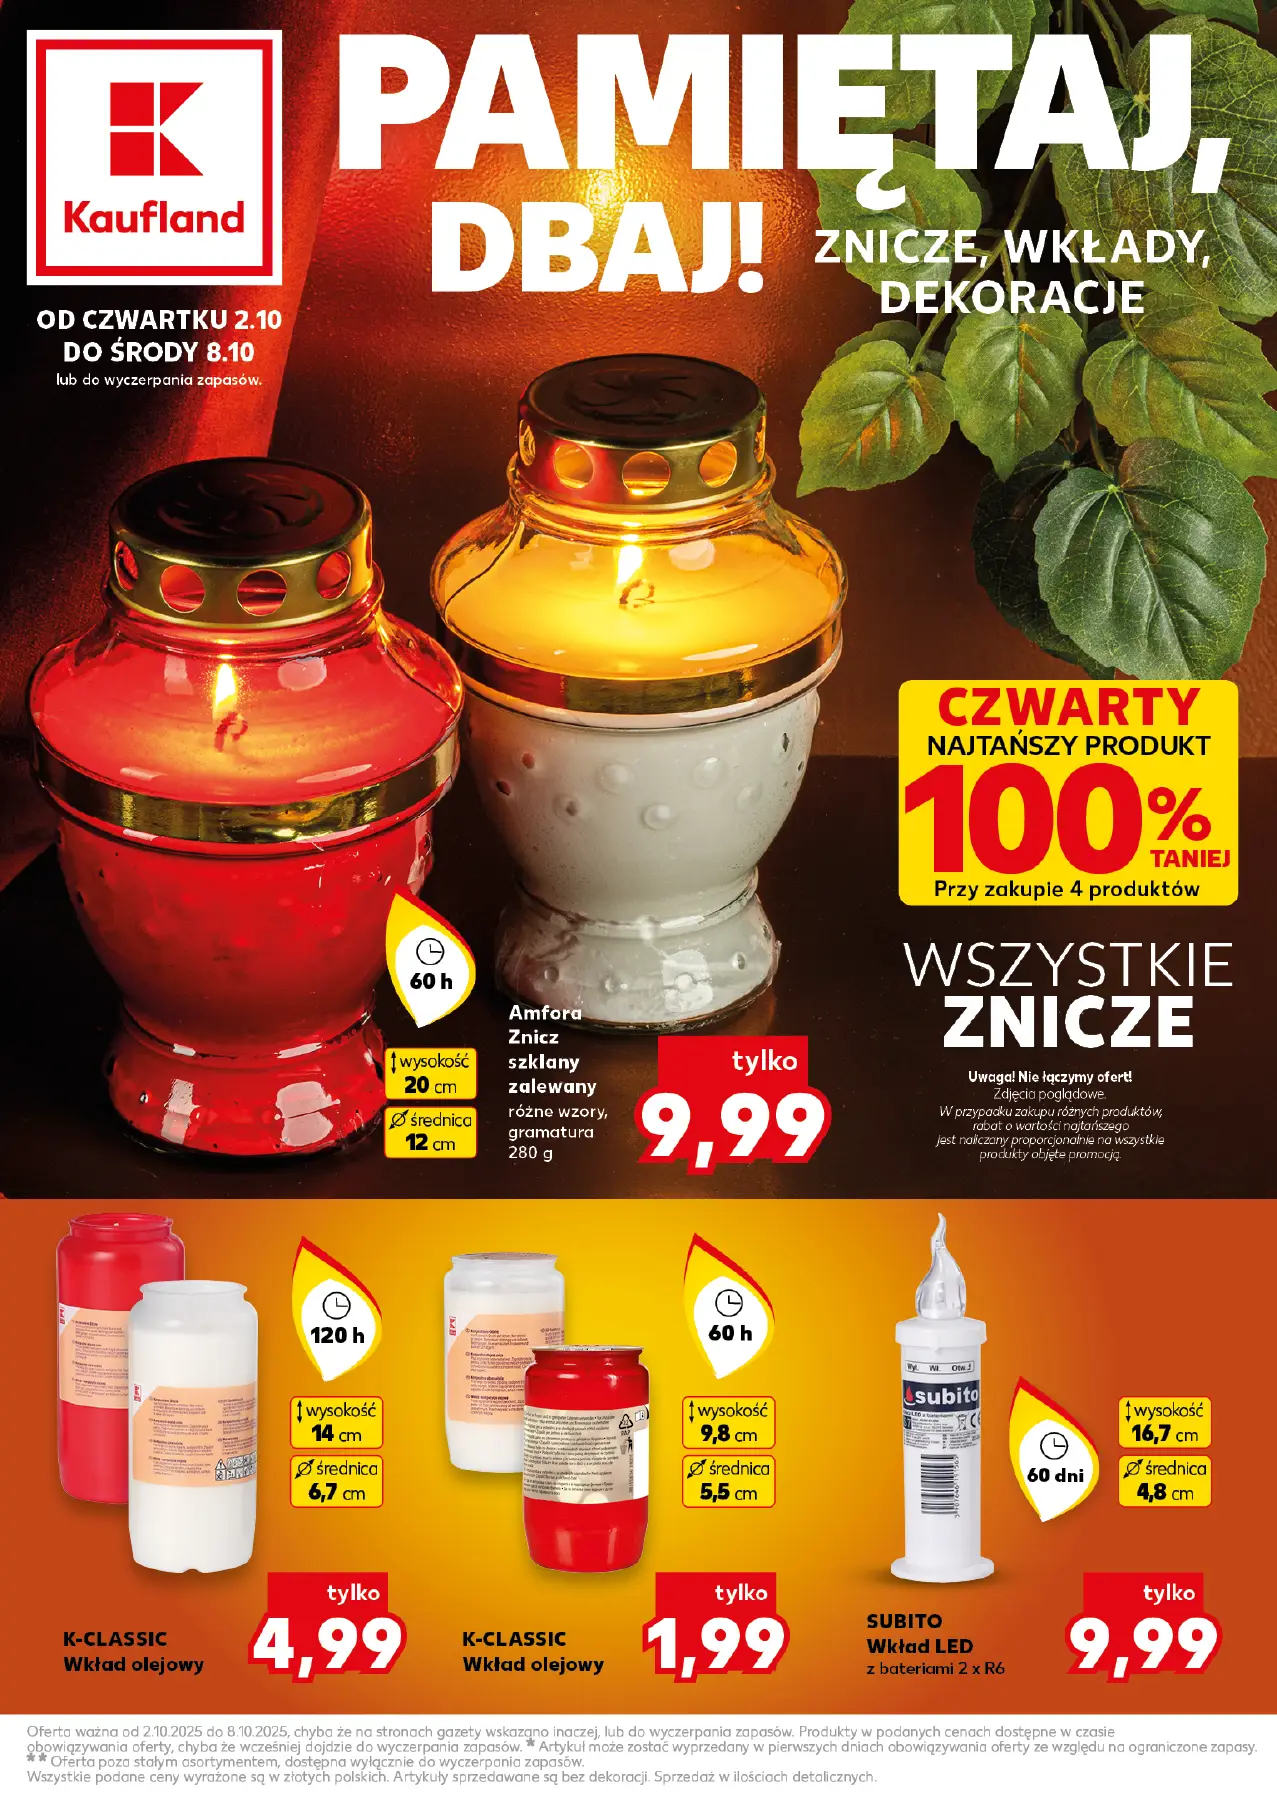 Kaufland
PAMIĘTAJ,
DBAJ!
ZNICZE, WKŁADY,
DEKORACJE
OD CZWARTKU 2.10
DO ŚRODY 8.10
lub do wyczerpania zapasów.
CZWARTY
NAJTAŃSZY PRODUKT
100%
TANIEJ
Przy zakupie 4 produktów
WSZYSTKIE
ZNICZE
Uwaga! Nie łączymy ofert!
Zdjęcia poglądowe.
W przypadku zakupu różnych produktów,
rabat o wartości najtańszego
jest naliczany proporcjonalnie na wszystkie
produkty objęte promocją.
60 h
wysokość
20 cm
średnica
12 cm
Amfora
Znicz
szklany
zalewany
różne wzory,
gramatura
280 g
tylko
9,99
120 h
wysokość
14 cm
średnica
6,7 cm
K-CLASSIC
Wkład olejowy
tylko
4,99
60 h
wysokość
9,8 cm
średnica
5,5 cm
K-CLASSIC
Wkład olejowy
tylko
1,99
Wył. Wł. Otw.
subito
60 dni
wysokość
16,7 cm
średnica
4,8 cm
SUBITO
Wkład LED
z bateriami 2 x R6
tylko
9,99
Oferta ważna od 2.10.2025 do 8.10.2025, chyba że na stronach gazety wskazano inaczej, lub do wyczerpania zapasów. Produkty w podanych cenach dostępne w czasie
obowiązywania oferty, chyba że wcześniej dojdzie do wyczerpania zapasów. * Artykuł może zostać wyprzedany w pierwszych dniach obowiązywania oferty ze względu na ograniczone zapasy.
** Oferta poza stałym asortymentem, dostępna wyłącznie do wyczerpania zapasów.
Wszystkie podane ceny wyrażone są w złotych polskich. Artykuły sprzedawane są bez dekoracji. Sprzedaż w ilościach detalicznych.